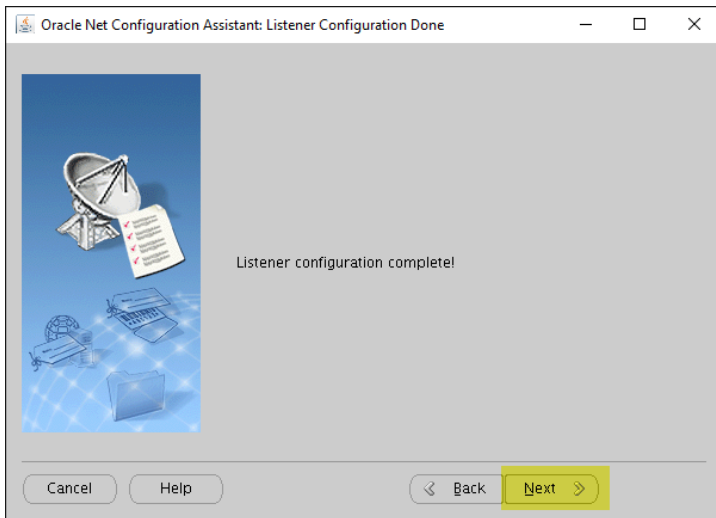 Oracle Net Configuration Assistant: Listener Configuration Done
Listener configuration complete!
Cancel Help Back Next